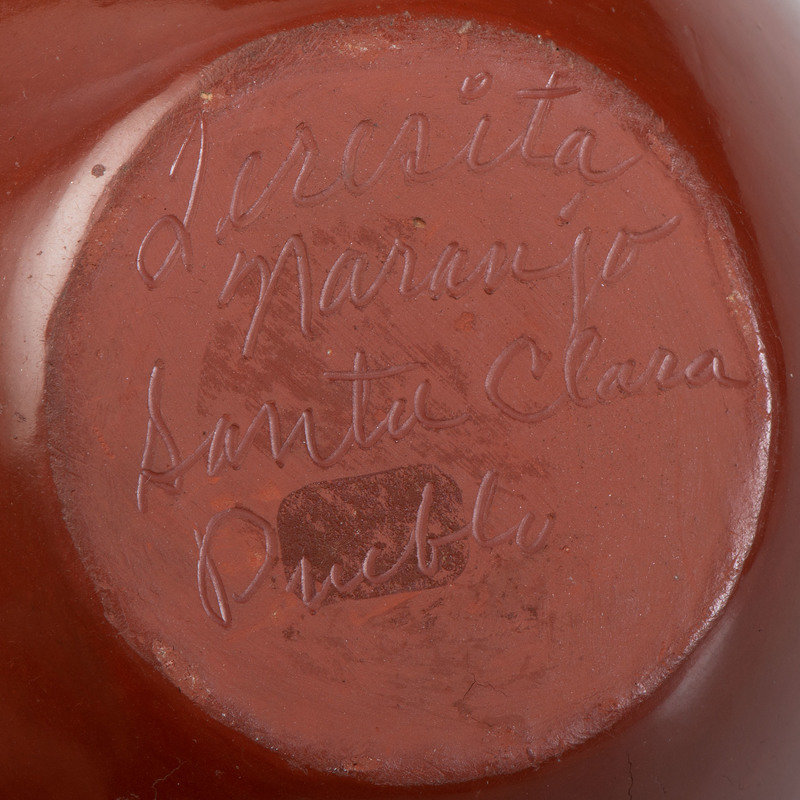 Teresita
Naranjo
Santa Clara
Pueblo